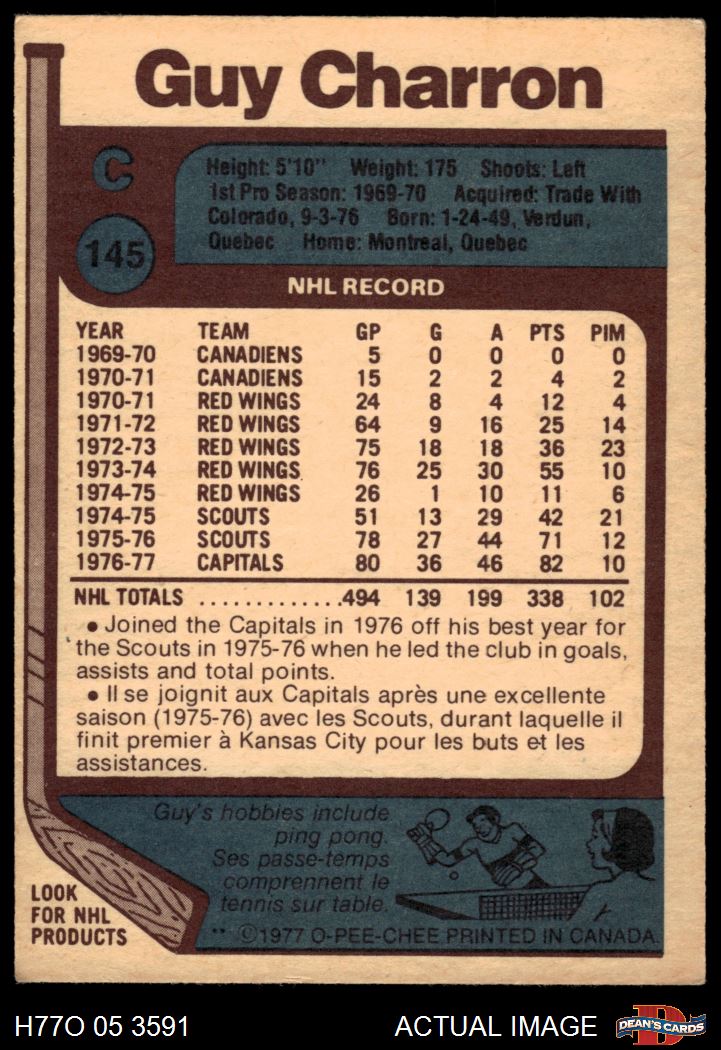 Guy Charron
C
145
Height: 5'10" Weight: 175 Shoots: Left
1st Pro Season: 1969-70 Acquired: Trade With
Colorado, 9-3-76 Born: 1-24-49, Verdun,
Quebec Home: Montreal, Quebec
NHL RECORD
YEAR TEAM GP G A PTS PIM
1969-70 CANADIENS 5 0 0 0 0
1970-71 CANADIENS 15 2 2 4 2
1970-71 RED WINGS 24 8 4 12 4
1971-72 RED WINGS 64 9 16 25 14
1972-73 RED WINGS 75 18 18 36 23
1973-74 RED WINGS 76 25 30 55 10
1974-75 RED WINGS 26 1 10 11 6
1974-75 SCOUTS 51 13 29 42 21
1975-76 SCOUTS 78 27 44 71 12
1976-77 CAPITALS 80 36 46 82 10
NHL TOTALS .............494 139 199 338 102
• Joined the Capitals in 1976 off his best year for
the Scouts in 1975-76 when he led the club in goals,
assists and total points.
• Il se joignit aux Capitals après une excellente
saison (1975-76) avec les Scouts, durant laquelle il
finit premier à Kansas City pour les buts et les
assistances.
Guy's hobbies include
ping pong.
Ses passe-temps
comprennent le
tennis sur table.
LOOK
FOR NHL
PRODUCTS
** ©1977 O-PEE-CHEE PRINTED IN CANADA.
H77O 05 3591 ACTUAL IMAGE
D
DEAN'S CARDS